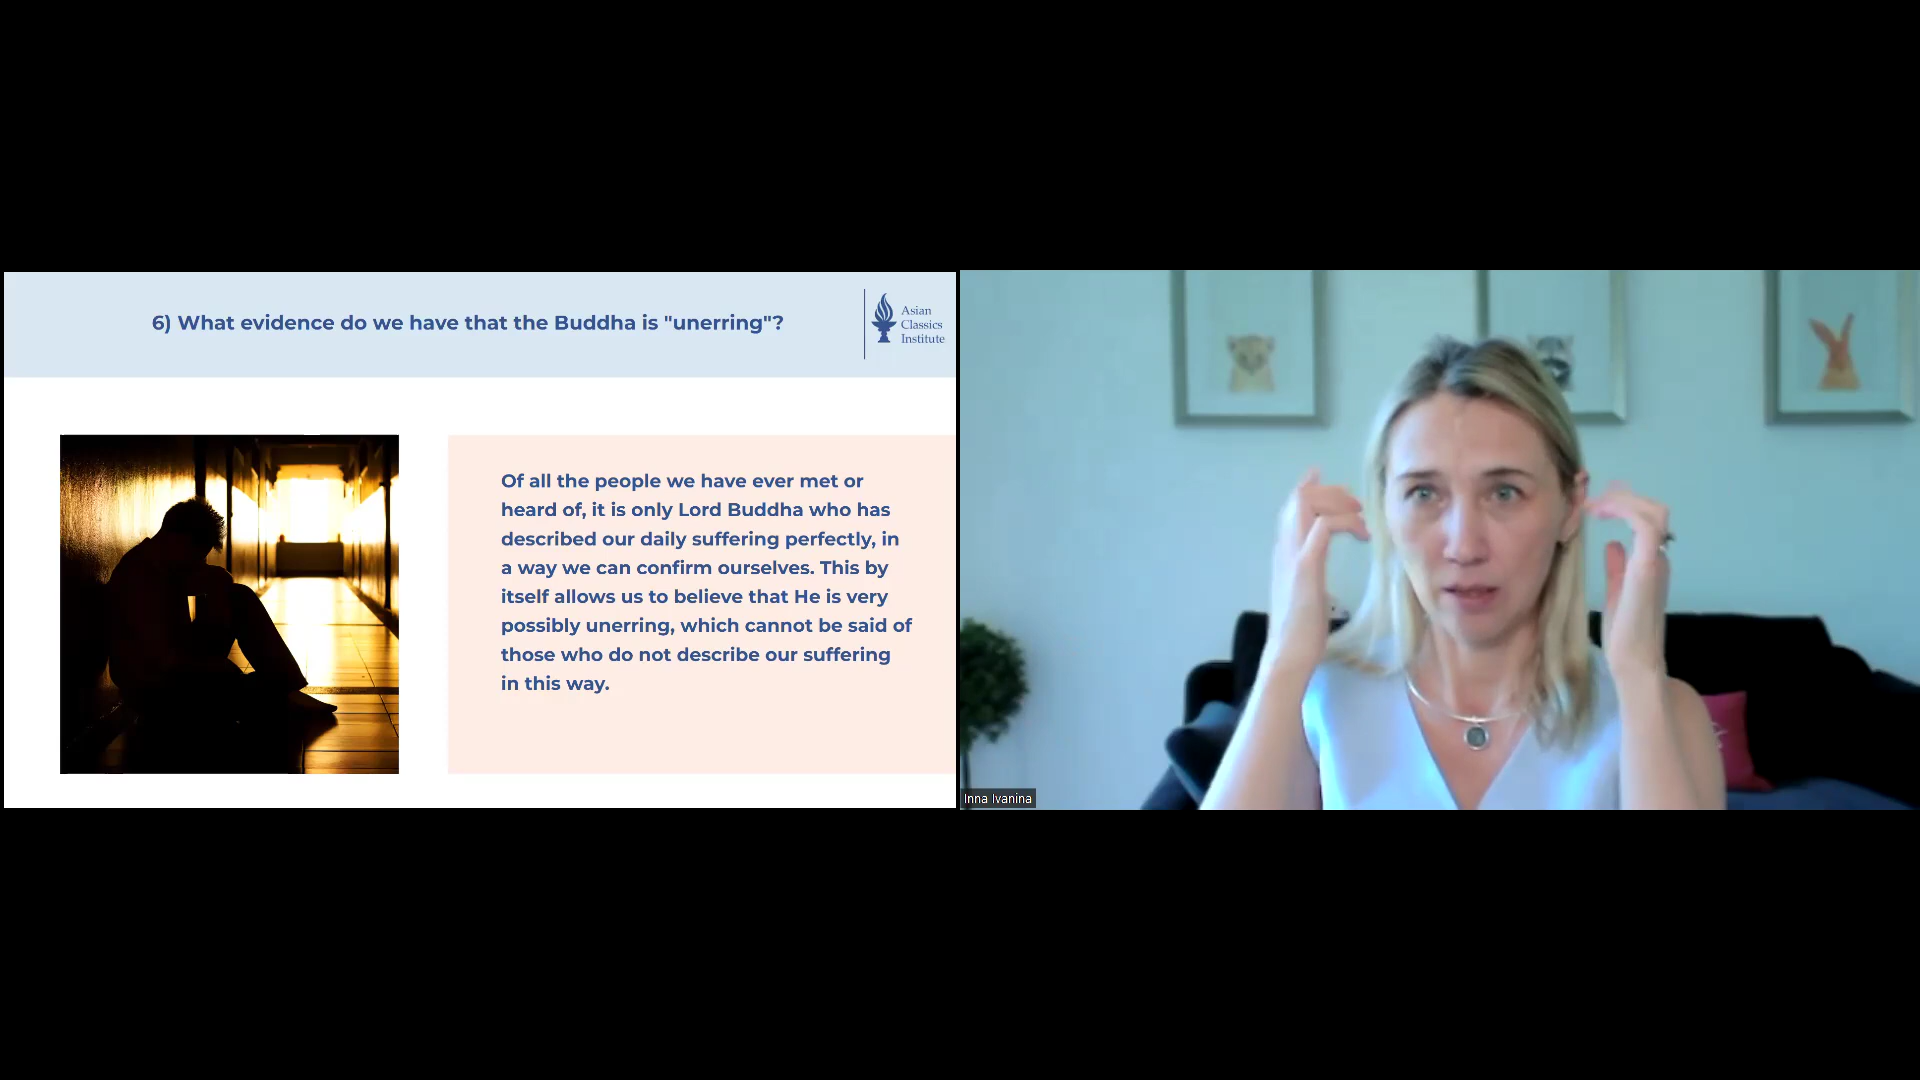 6) What evidence do we have that the Buddha is "unerring"?
Asian
Classics
Institute
Of all the people we have ever met or
heard of, it is only Lord Buddha who has
described our daily suffering perfectly, in
a way we can confirm ourselves. This by
itself allows us to believe that He is very
possibly unerring, which cannot be said of
those who do not describe our suffering
in this way.
Inna Ivanina